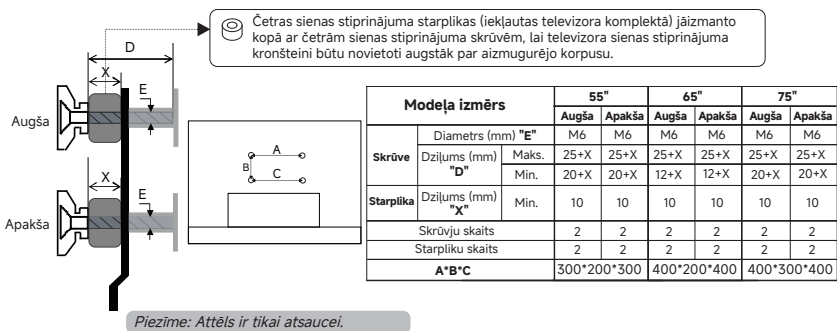 Četras sienas stiprinājuma starplikas (iekļautas televizora komplektā) jāizmanto
kopā ar četrām sienas stiprinājuma skrūvēm, lai televizora sienas stiprinājuma
kronšteini būtu novietoti augstāk par aizmugurējo korpusu.
D
X
E
Augša
X
E
Apakša
A
B
C
Modeļa izmērs 55" 65" 75"
Augša Apakša Augša Apakša Augša Apakša
Skrūve Diametrs (mm) "E" M6 M6 M6 M6 M6 M6
Dziļums (mm) "D" Maks. 25+X 25+X 25+X 25+X 25+X 25+X
Min. 20+X 20+X 12+X 12+X 20+X 20+X
Starplika Dziļums (mm) "X" Min. 10 10 10 10 10 10
Skrūvju skaits 2 2 2 2 2 2
Starpliku skaits 2 2 2 2 2 2
A*B*C 300*200*300 400*200*400 400*300*400
Piezīme: Attēls ir tikai atsaucei.